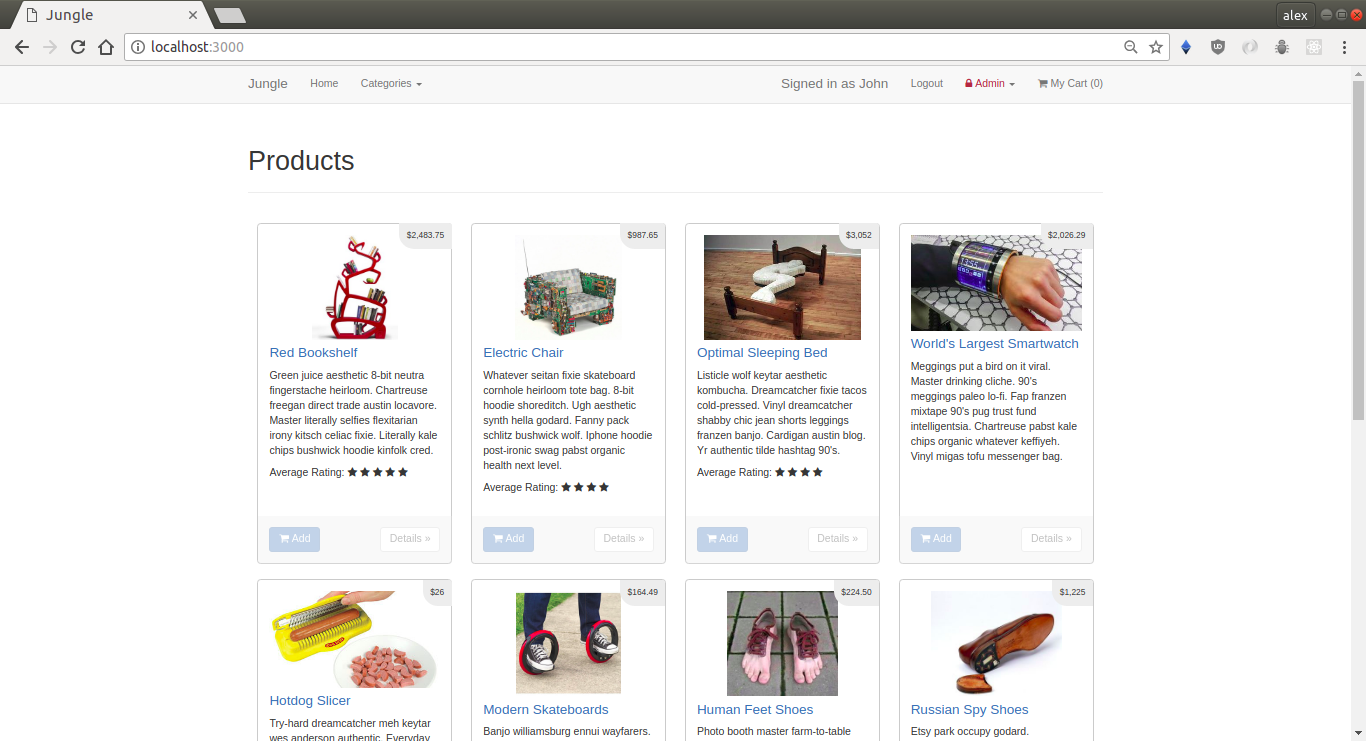 Jungle
alex
localhost:3000
Jungle Home Categories Signed in as John Logout Admin My Cart (0)
Products
$2,483.75
Red Bookshelf
Green juice aesthetic 8-bit neutra
fingerstache heirloom. Chartreuse
freegan direct trade austin locavore.
Master literally selfies flexitarian
irony kitsch celiac fixie. Literally kale
chips bushwick hoodie kinfolk cred.
Average Rating:
Add Details »
$987.65
Electric Chair
Whatever seitan fixie skateboard
cornhole heirloom tote bag. 8-bit
hoodie shoreditch. Ugh aesthetic
synth hella godard. Fanny pack
schlitz bushwick wolf. Iphone hoodie
post-ironic swag pabst organic
health next level.
Average Rating:
Add Details »
$3,052
Optimal Sleeping Bed
Listicle wolf keytar aesthetic
kombucha. Dreamcatcher fixie tacos
cold-pressed. Vinyl dreamcatcher
shabby chic jean shorts leggings
franzen banjo. Cardigan austin blog.
Yr authentic tilde hashtag 90's.
Average Rating:
Add Details »
$2,026.29
World's Largest Smartwatch
Meggings put a bird on it viral.
Master drinking cliche. 90's
meggings paleo lo-fi. Fap franzen
mixtape 90's pug trust fund
intelligentsia. Chartreuse pabst kale
chips organic whatever keffiyeh.
Vinyl migas tofu messenger bag.
Add Details »
$26
Hotdog Slicer
Try-hard dreamcatcher meh keytar
wes anderson authentic. Everyday
$164.49
Modern Skateboards
Banjo williamsburg ennui wayfarers.
$224.50
Human Feet Shoes
Photo booth master farm-to-table
$1,225
Russian Spy Shoes
Etsy park occupy godard.